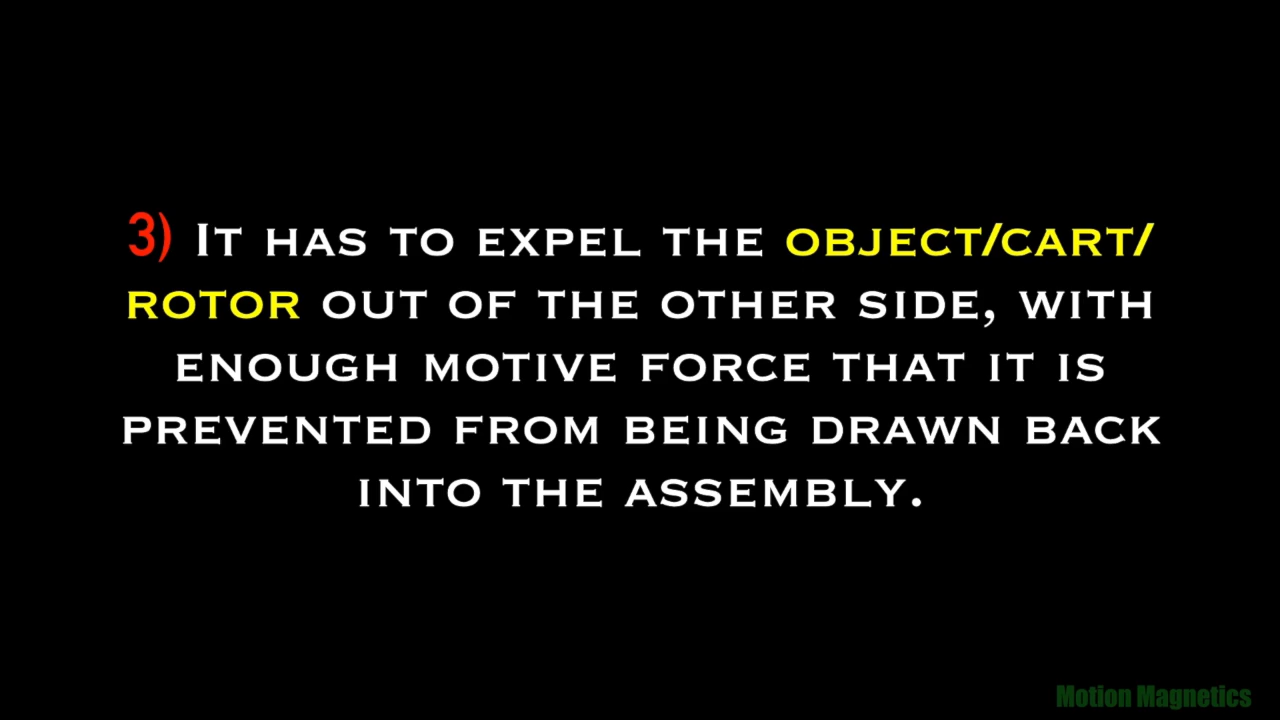 3) It has to expel the object/cart/
rotor out of the other side, with
enough motive force that it is
prevented from being drawn back
into the assembly.
Motion Magnetics